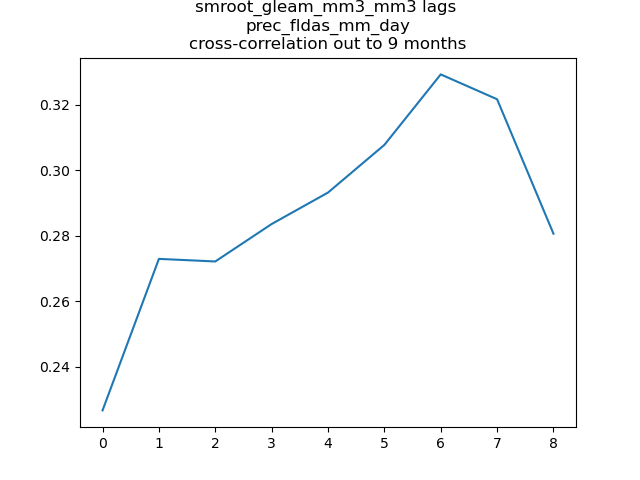 smroot_gleam_mm3_mm3 lags
prec_fldas_mm_day
cross-correlation out to 9 months
0.32
0.30
0.28
0.26
0.24
0 1 2 3 4 5 6 7 8